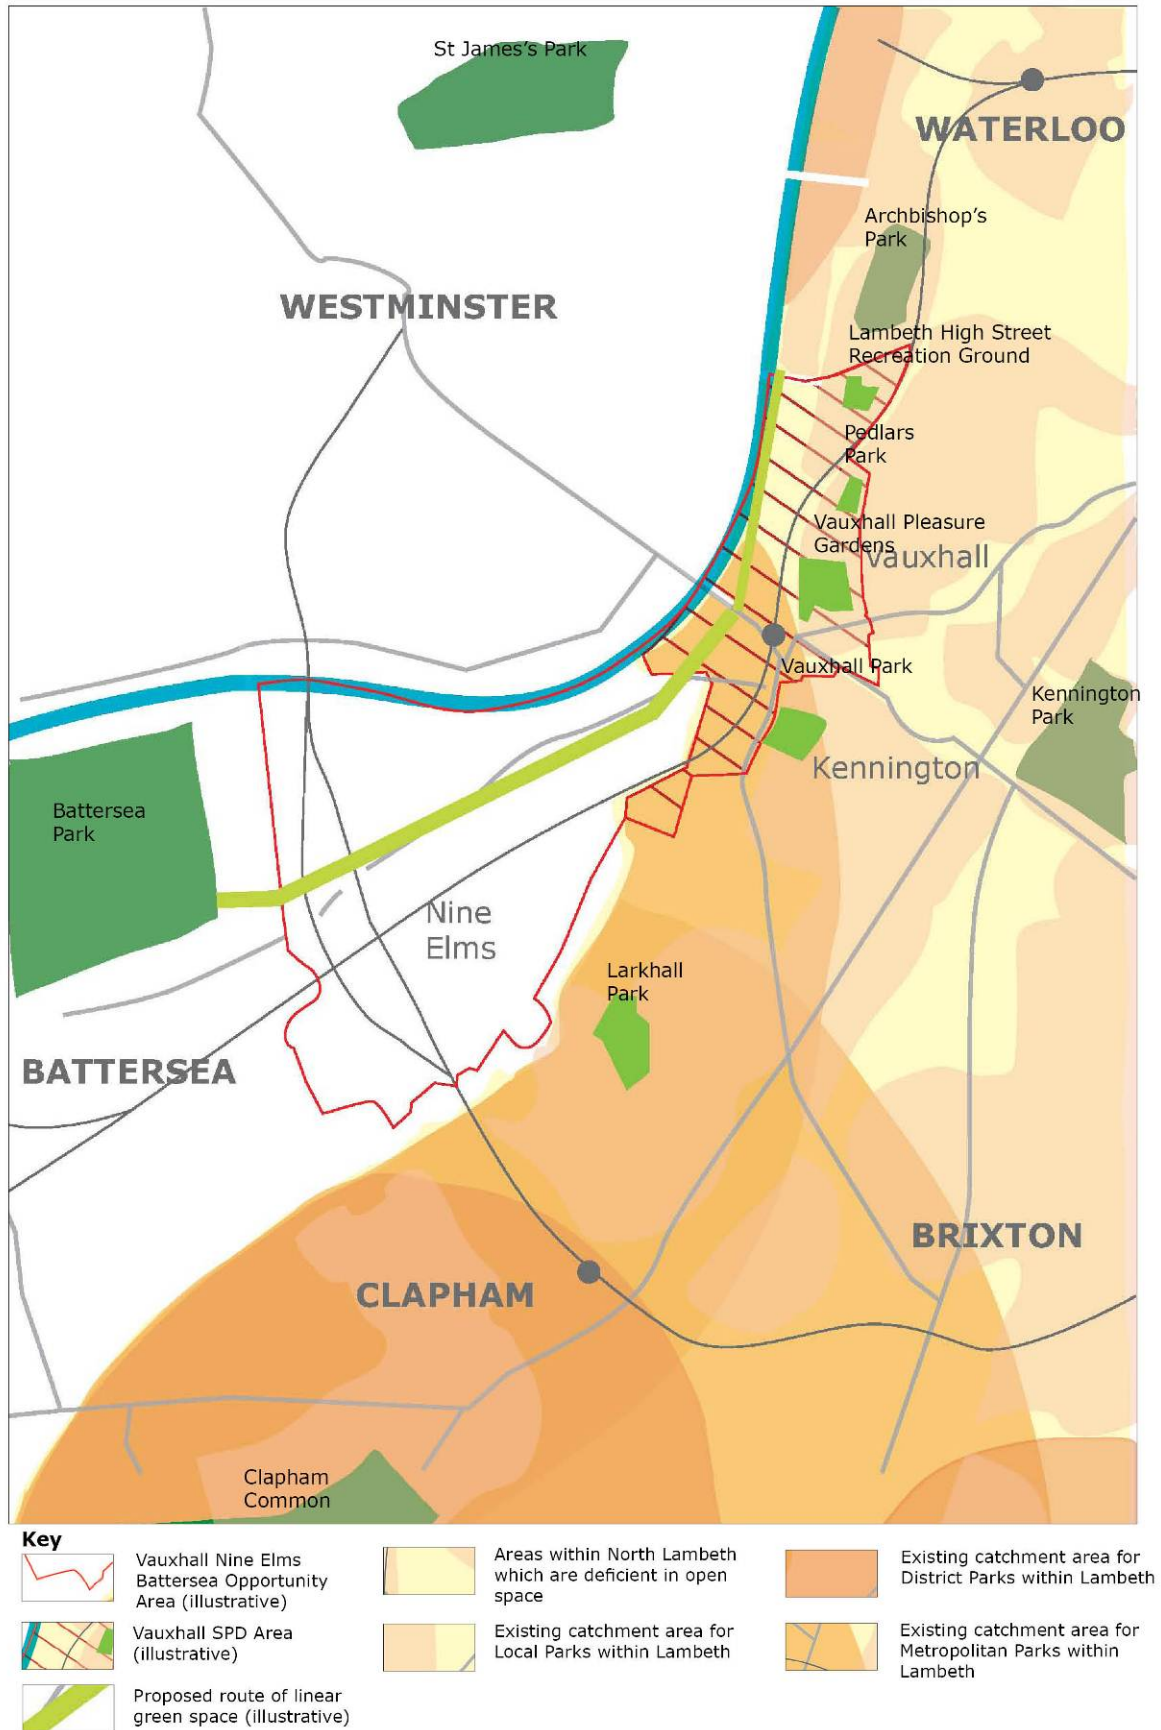 St James's Park
WATERLOO
Archbishop's
Park
WESTMINSTER
Lambeth High Street
Recreation Ground
Pedlars
Park
Vauxhall Pleasure
Gardens
Vauxhall
Vauxhall Park
Kennington
Park
Kennington
Battersea
Park
Nine
Elms
Larkhall
Park
BATTERSEA
BRIXTON
CLAPHAM
Clapham
Common
Key
Vauxhall Nine Elms
Battersea Opportunity
Area (illustrative)
Vauxhall SPD Area
(illustrative)
Proposed route of linear
green space (illustrative)
Areas within North Lambeth
which are deficient in open
space
Existing catchment area for
Local Parks within Lambeth
Existing catchment area for
District Parks within Lambeth
Existing catchment area for
Metropolitan Parks within
Lambeth